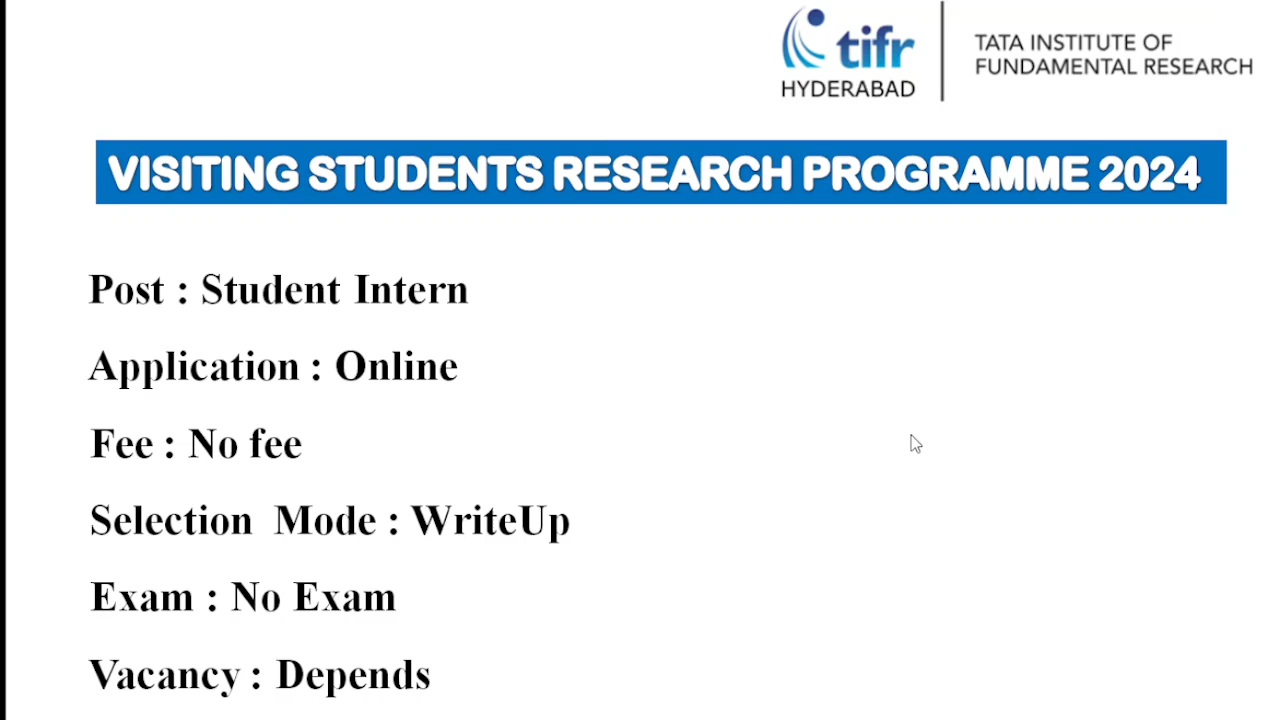 tifr
HYDERABAD
TATA INSTITUTE OF
FUNDAMENTAL RESEARCH
VISITING STUDENTS RESEARCH PROGRAMME 2024
Post : Student Intern
Application : Online
Fee : No fee
Selection Mode : WriteUp
Exam : No Exam
Vacancy : Depends